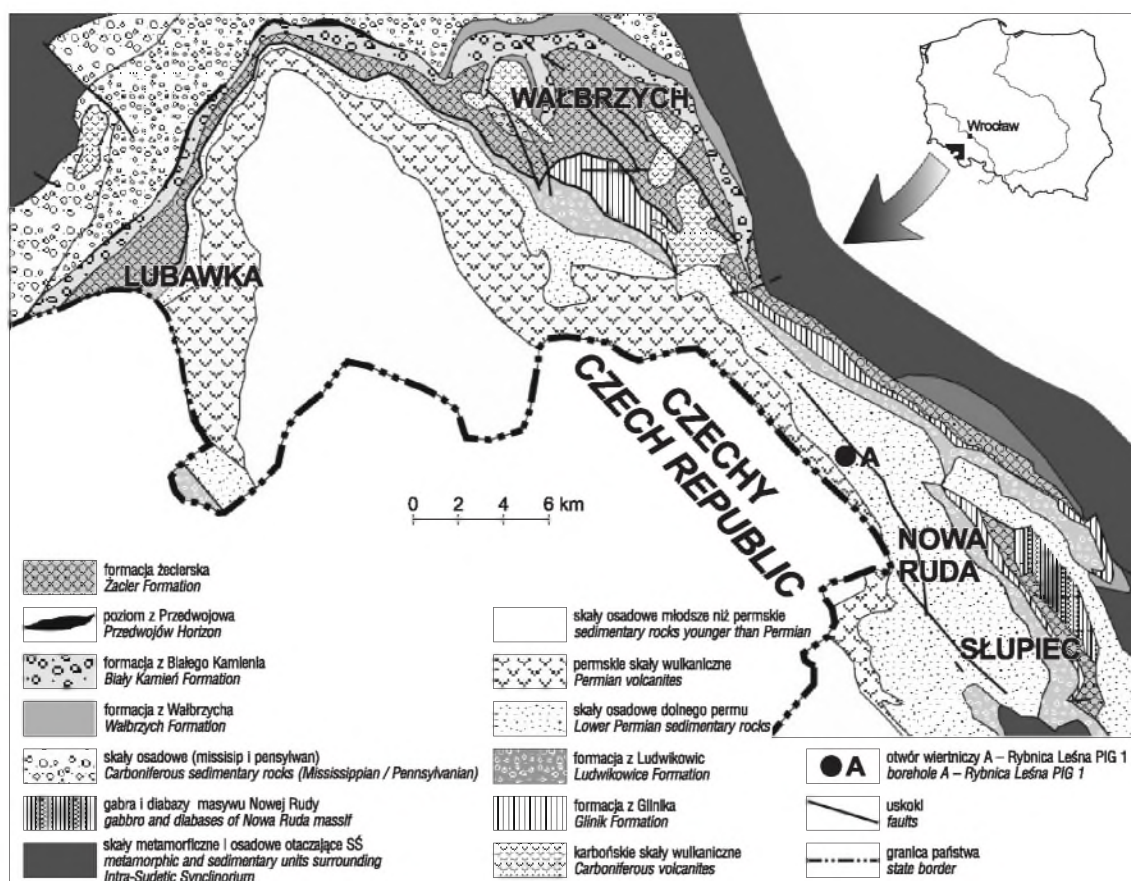 WAŁBRZYCH
Wrocław
LUBAWKA
CZECHY
CZECH REPUBLIC
A
0 2 4 6 km
NOWA
RUDA
SŁUPIEC
formacja żeclerska
Žacler Formation
poziom z Przedwojowa
Przedwojów Horizon
formacja z Białego Kamienia
Biały Kamień Formation
formacja z Wałbrzycha
Wałbrzych Formation
skały osadowe (missisip i pensylwan)
Carboniferous sedimentary rocks (Mississippian / Pennsylvanian)
gabra i diabazy masywu Nowej Rudy
gabbro and diabases of Nowa Ruda massif
skały metamorficzne i osadowe otaczające SŚ
metamorphic and sedimentary units surrounding
Intra-Sudetic Synclinorium
skały osadowe młodsze niż permskie
sedimentary rocks younger than Permian
permskie skały wulkaniczne
Permian volcanites
skały osadowe dolnego permu
Lower Permian sedimentary rocks
formacja z Ludwikowic
Ludwikowice Formation
formacja z Glinika
Glinik Formation
karbońskie skały wulkaniczne
Carboniferous volcanites
A
otwór wiertniczy A – Rybnica Leśna PIG 1
borehole A – Rybnica Leśna PIG 1
uskoki
faults
granica państwa
state border